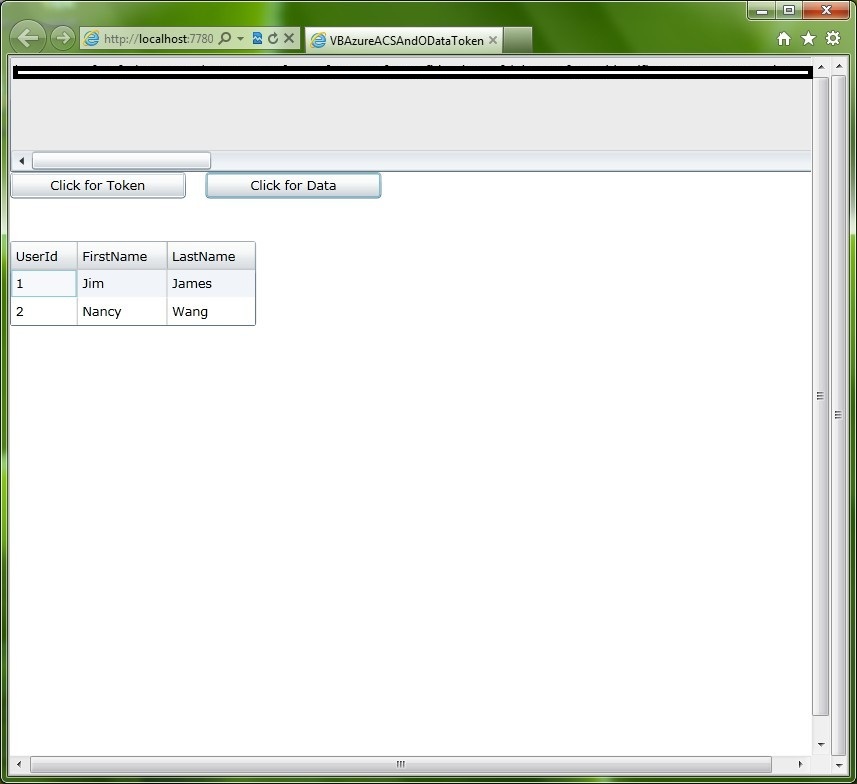 http://localhost:7780
VBAzureACSAndODataToken
Click for Token Click for Data
UserId FirstName LastName
1 Jim James
2 Nancy Wang